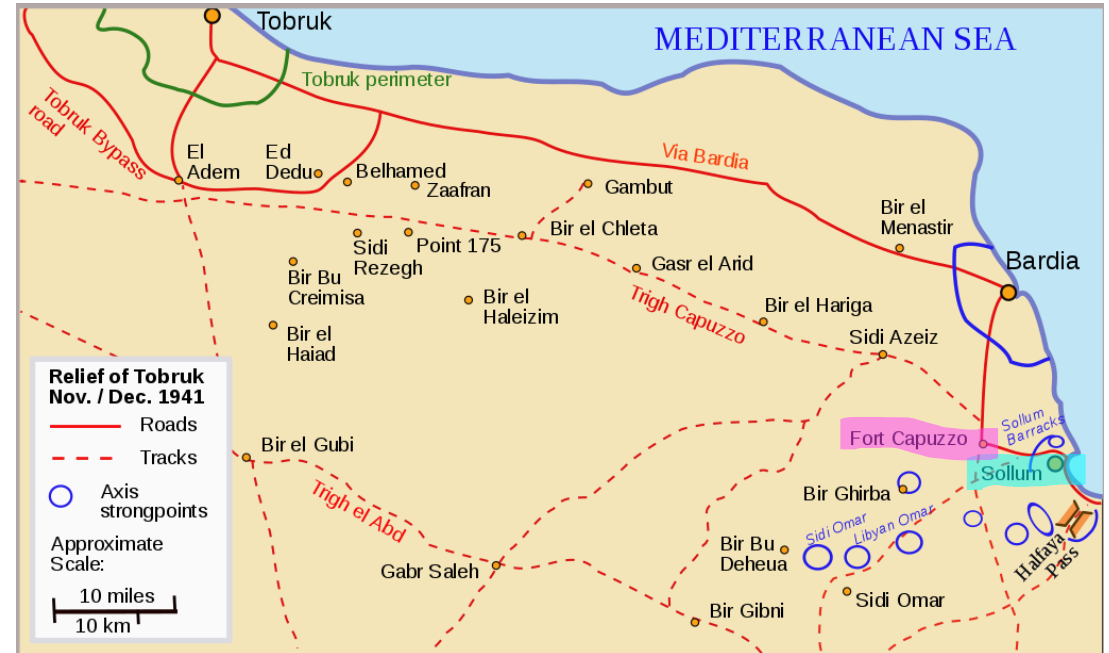 Tobruk
MEDITERRANEAN SEA
Tobruk perimeter
Tobruk Bypass
road
El
Adem
Ed
Dedu
Belhamed
Zaafran
Via Bardia
Gambut
Bir el
Menastir
Bir el Chleta
Point 175
Sidi
Rezegh
Bardia
Gasr el Arid
Bir Bu
Creimisa
Bir el
Haleizim
Trigh Capuzzo
Bir el Hariga
Bir el
Haiad
Sidi Azeiz
Relief of Tobruk
Nov. / Dec. 1941
Roads
Tracks
Axis
strongpoints
Approximate
Scale:
10 miles
10 km
Sollum
Barracks
Fort Capuzzo
Sollum
Bir el Gubi
Trigh el Abd
Bir Ghirba
Sidi Omar
Libyan Omar
Bir Bu
Deheua
Halfaya
Pass
Gabr Saleh
Sidi Omar
Bir Gibni